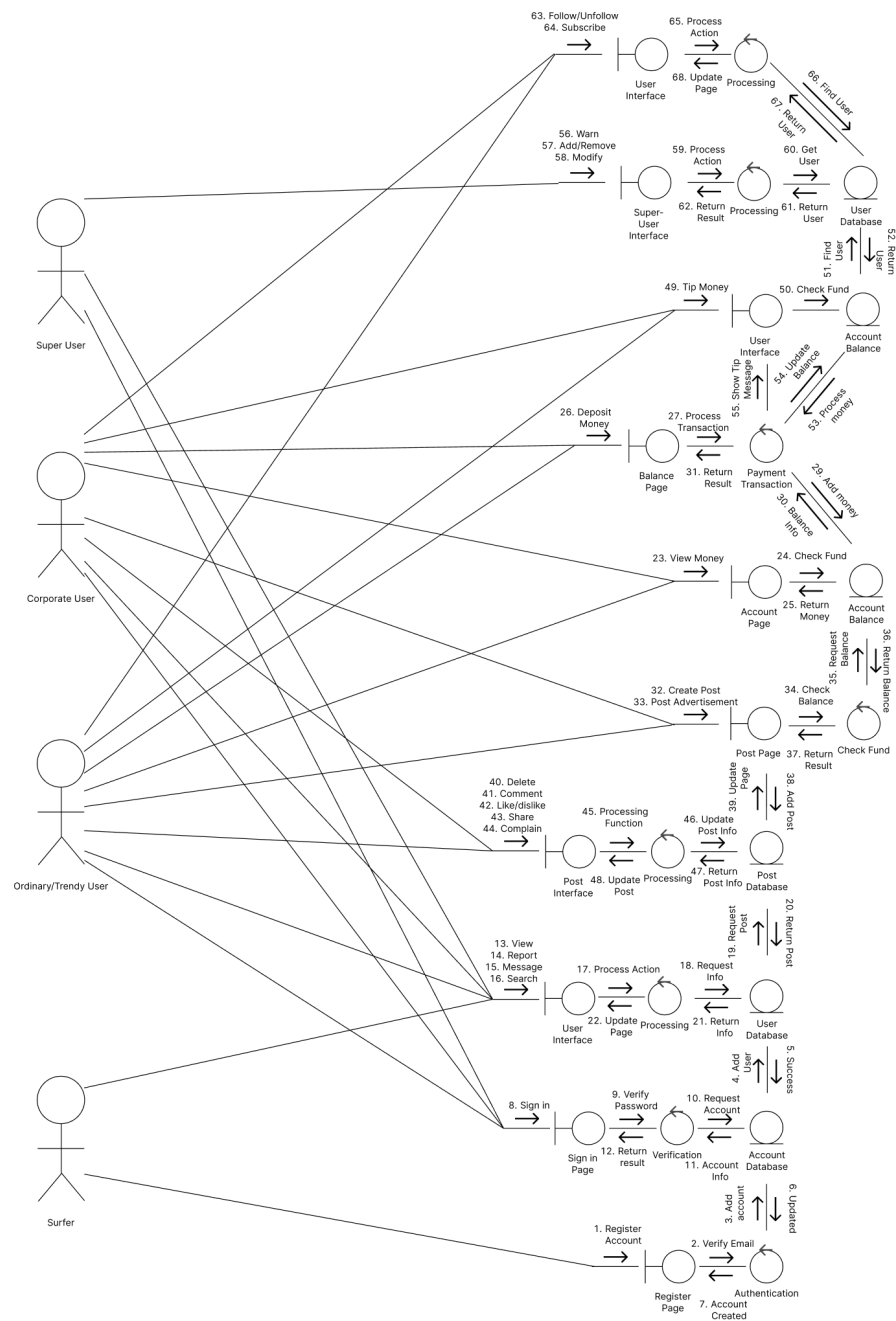 63. Follow/Unfollow
64. Subscribe
65. Process
Action
User
Interface
68. Update
Page
Processing
66. Find User
67. Return
User
56. Warn
57. Add/Remove
58. Modify
59. Process
Action
60. Get
User
Super-
User
Interface
62. Return
Result
Processing
61. Return
User
User
Database
51. Find
User
52. Return
User
Super User
49. Tip Money
50. Check Fund
User
Interface
Account
Balance
55. Show Tip
Message
54. Update
Balance
53. Process
money
26. Deposit
Money
27. Process
Transaction
Balance
Page
31. Return
Result
Payment
Transaction
29. Add money
30. Balance
Info
Corporate User
23. View Money
24. Check Fund
Account
Page
25. Return
Money
Account
Balance
35. Request
Balance
36. Return Balance
32. Create Post
33. Post Advertisement
34. Check
Balance
Post Page
37. Return
Result
Check Fund
39. Update
Page
38. Add Post
40. Delete
41. Comment
42. Like/dislike
43. Share
44. Complain
45. Processing
Function
46. Update
Post Info
Post
Interface
48. Update
Post
Processing
47. Return
Post Info
Post
Database
Ordinary/Trendy User
19. Request
Post
20. Return Post
13. View
14. Report
15. Message
16. Search
17. Process Action
18. Request
Info
User
Interface
22. Update
Page
Processing
21. Return
Info
User
Database
4. Add
User
5. Success
8. Sign in
9. Verify
Password
10. Request
Account
Sign in
Page
12. Return
result
Verification
11. Account
Info
Account
Database
3. Add
account
6. Updated
Surfer
1. Register
Account
2. Verify Email
Register
Page
7. Account
Created
Authentication